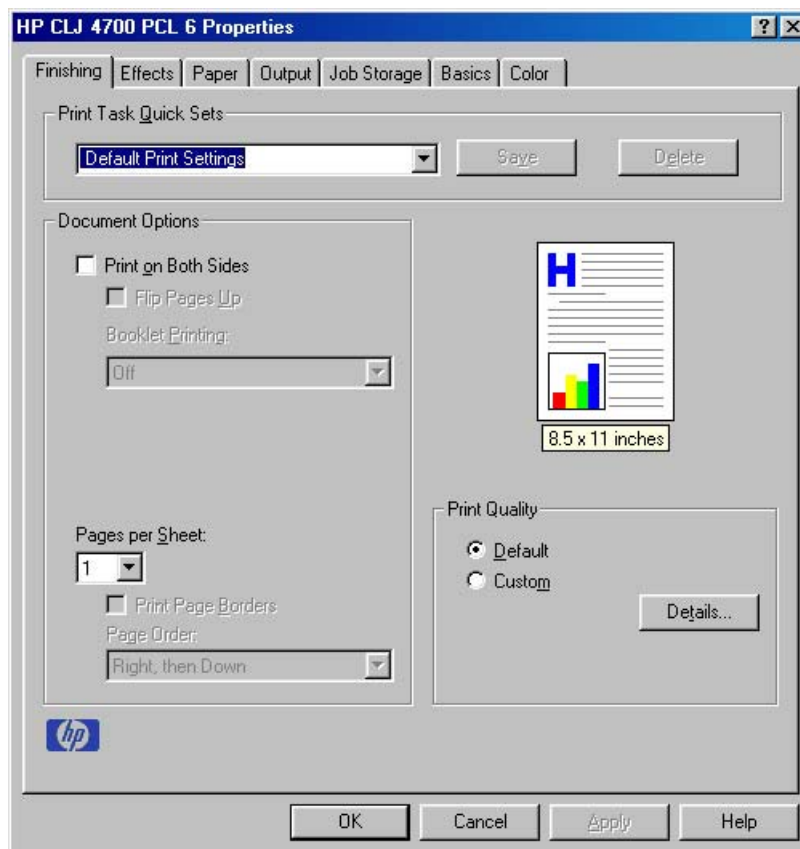 HP CLJ 4700 PCL 6 Properties
Finishing
Effects
Paper
Output
Job Storage
Basics
Color
Print Task Quick Sets
Default Print Settings
Save
Delete
Document Options
Print on Both Sides
Flip Pages Up
Booklet Printing:
Off
H
8.5 x 11 inches
Pages per Sheet:
1
Print Page Borders
Page Order:
Right, then Down
Print Quality
Default
Custom
Details...
hp
OK
Cancel
Apply
Help